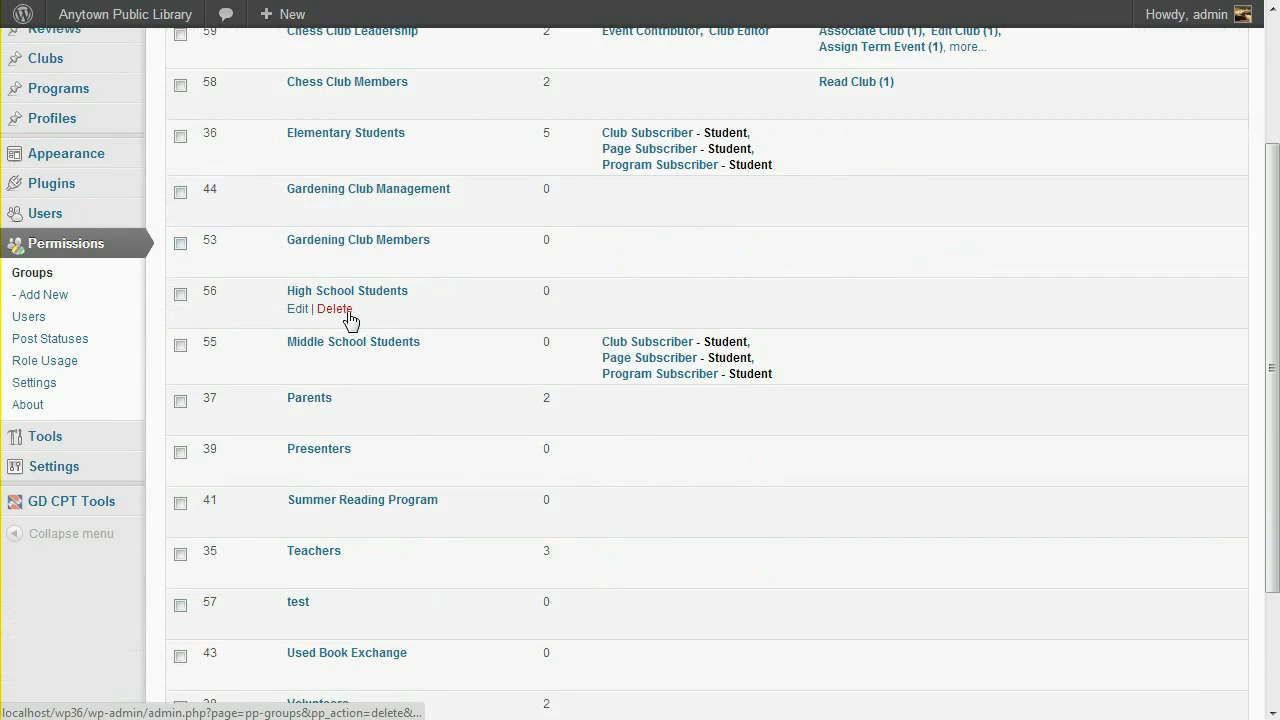 Anytown Public Library
New
Howdy, admin
Reviews
Clubs
Programs
Profiles
Appearance
Plugins
Users
Permissions
Groups
- Add New
Users
Post Statuses
Role Usage
Settings
About
Tools
Settings
GD CPT Tools
Collapse menu
59 Chess Club Leadership 2 Event Contributor, Club Editor Associate Club (1), Edit Club (1),
Assign Term Event (1), more...
58 Chess Club Members 2 Read Club (1)
36 Elementary Students 5 Club Subscriber - Student,
Page Subscriber - Student,
Program Subscriber - Student
44 Gardening Club Management 0
53 Gardening Club Members 0
56 High School Students 0
Edit | Delete
55 Middle School Students 0 Club Subscriber - Student,
Page Subscriber - Student,
Program Subscriber - Student
37 Parents 2
39 Presenters 0
41 Summer Reading Program 0
35 Teachers 3
57 test 0
43 Used Book Exchange 0
38 Volunteers 2
localhost/wp36/wp-admin/admin.php?page=pp-groups&pp_action=delete&...